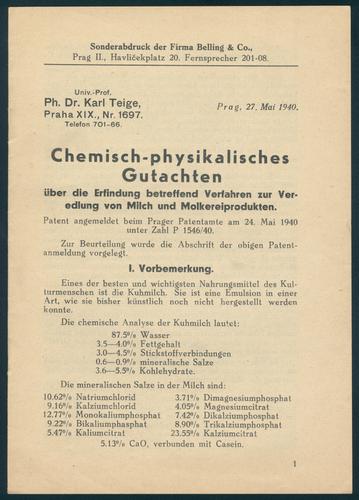 Sonderabdruck der Firma Belling & Co.,
Prag II., Havlíčekplatz 20. Fernsprecher 201-08.
Univ.-Prof.
Ph. Dr. Karl Teige,
Praha XIX., Nr. 1697.
Telefon 701-66.
Prag, 27. Mai 1940.
Chemisch-physikalisches
Gutachten
über die Erfindung betreffend Verfahren zur Ver-
edlung von Milch und Molkereiprodukten.
Patent angemeldet beim Prager Patentamte am 24. Mai 1940
unter Zahl P 1546/40.
Zur Beurteilung wurde die Abschrift der obigen Patent-
anmeldung vorgelegt.
I. Vorbemerkung.
Eines der besten und wichtigsten Nahrungsmittel des Kul-
turmenschen ist die Kuhmilch. Sie ist eine Emulsion in einer
Art, wie sie bisher künstlich noch nicht hergestellt werden
konnte.
Die chemische Analyse der Kuhmilch lautet:
87.5% Wasser
3.5—4.0% Fettgehalt
3.0—4.5% Stickstoffverbindungen
0.6—0.9% mineralische Salze
3.6—5.5% Kohlehydrate.
Die mineralischen Salze in der Milch sind:
10.62% Natriumchlorid 3.71% Dimagnesiumphosphat
9.16% Kalziumchlorid 4.05% Magnesiumcitrat
12.77% Monokaliumphosphat 7.42% Dikalziumphosphat
9.22% Bikaliumphasphat 8.90% Trikalziumphosphat
5.47% Kaliumcitrat 23.55% Kalziumcitrat
5.13% CaO, verbunden mit Casein.
1